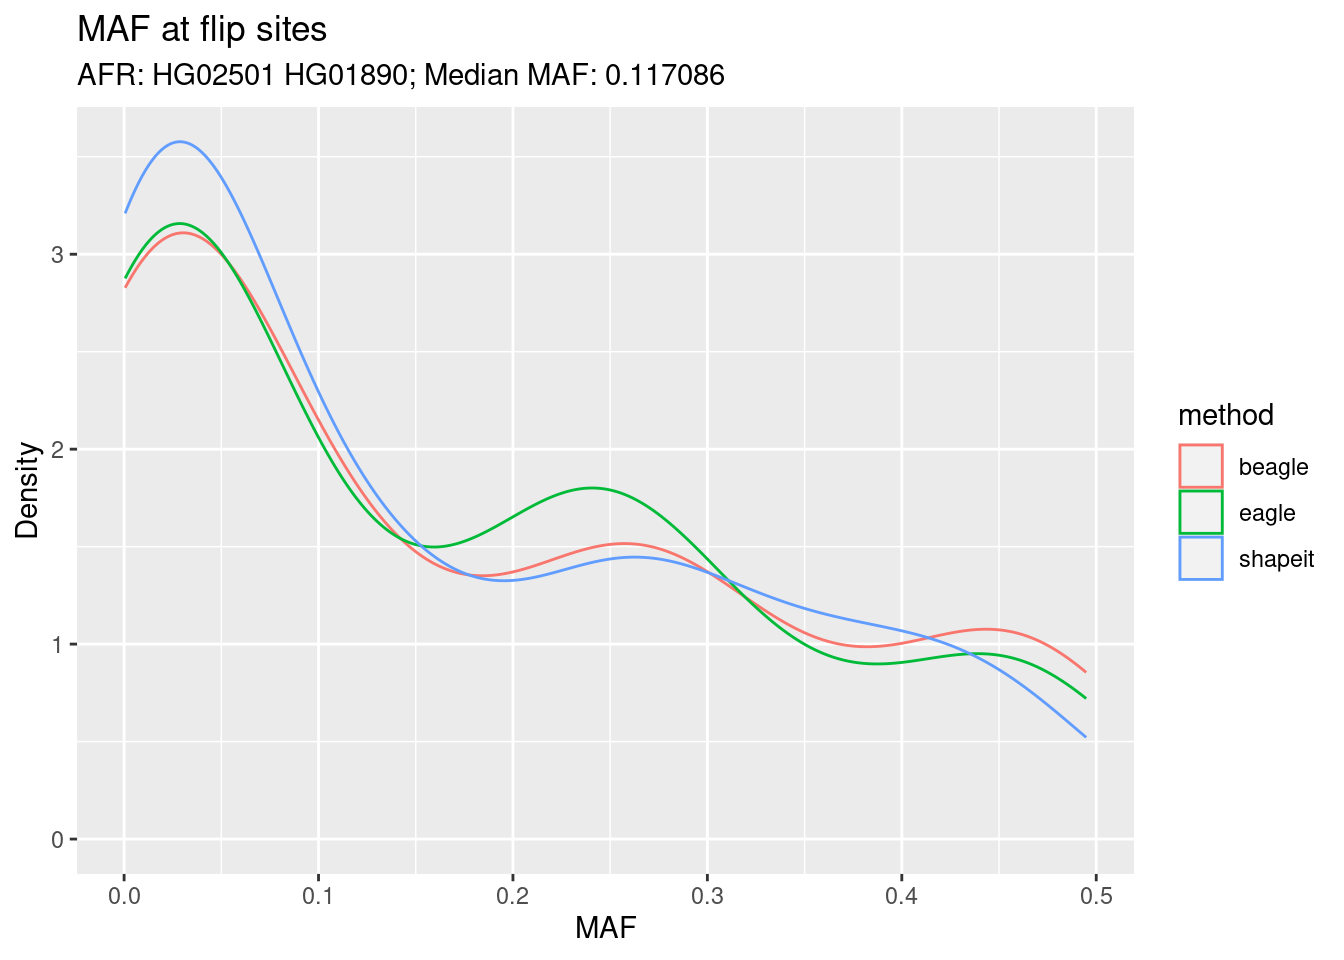 MAF at flip sites
AFR: HG02501 HG01890; Median MAF: 0.117086
Density
3
2
1
0
0.0 0.1 0.2 0.3 0.4 0.5
MAF
method
beagle
eagle
shapeit